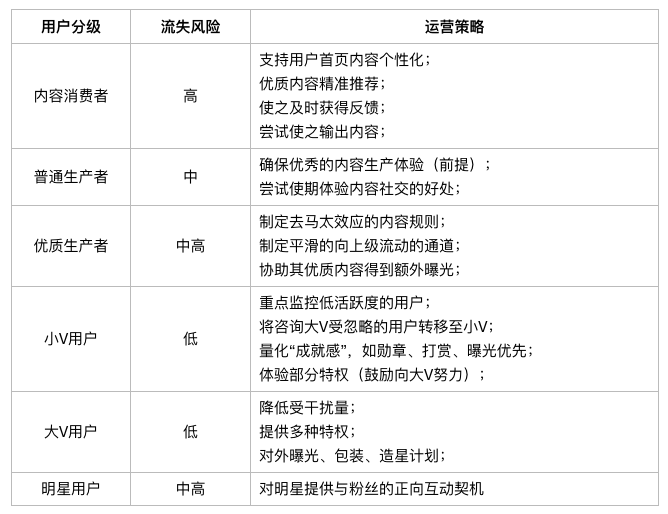 用户分级 流失风险 运营策略
内容消费者 高 支持用户首页内容个性化；
优质内容精准推荐；
使之及时获得反馈；
尝试使之输出内容；
普通生产者 中 确保优秀的内容生产体验（前提）；
尝试使期体验内容社交的好处；
优质生产者 中高 制定去马太效应的内容规则；
制定平滑的向上级流动的通道；
协助其优质内容得到额外曝光；
小V用户 低 重点监控低活跃度的用户；
将咨询大V受忽略的用户转移至小V；
量化“成就感”，如勋章、打赏、曝光优先；
体验部分特权（鼓励向大V努力）；
大V用户 低 降低受干扰量；
提供多种特权；
对外曝光、包装、造星计划；
明星用户 中高 对明星提供与粉丝的正向互动契机